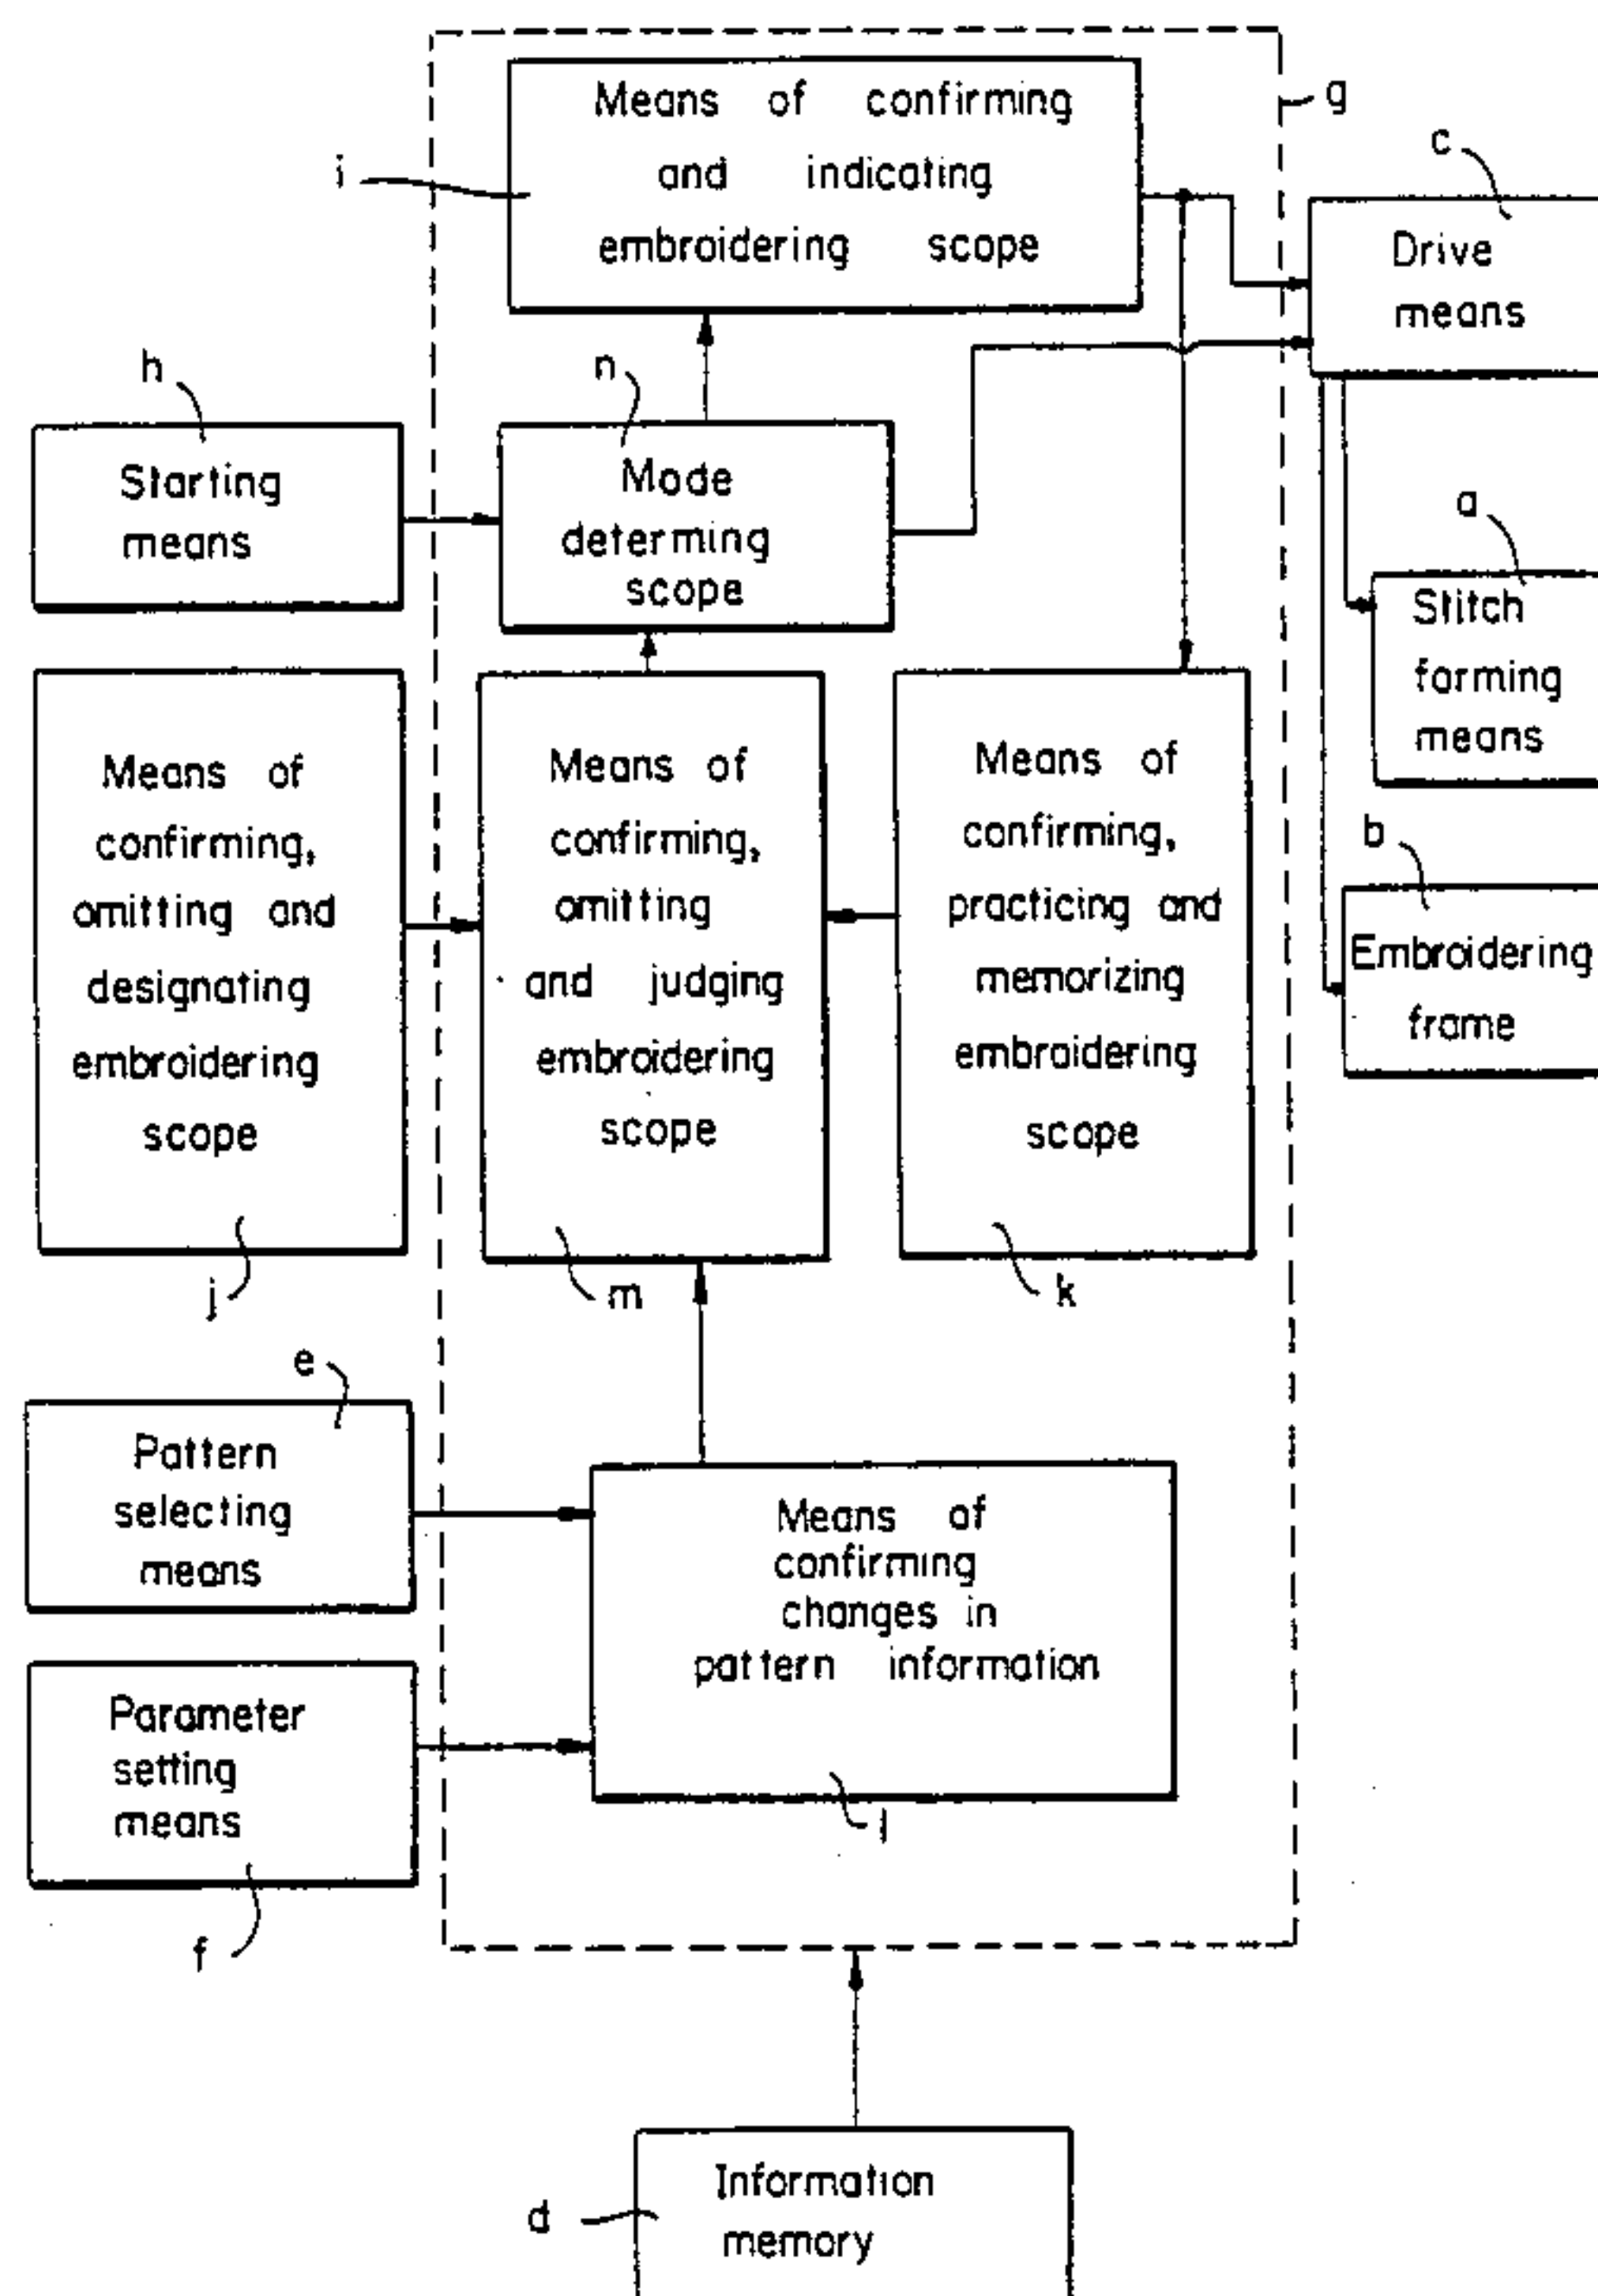 g
Means of confirming
and indicating
embroidering scope
i
c
Drive
means
h
Starting
means
n
Mode
determing
scope
a
Stitch
forming
means
b
Embroidering
frame
Means of
confirming,
omitting and
designating
embroidering
scope
j
Means of
confirming,
omitting
and judging
embroidering
scope
m
Means of
confirming,
practicing and
memorizing
embroidering
scope
k
e
Pattern
selecting
means
Means of
confirming
changes in
pattern information
l
Parameter
setting
means
f
d
Information
memory